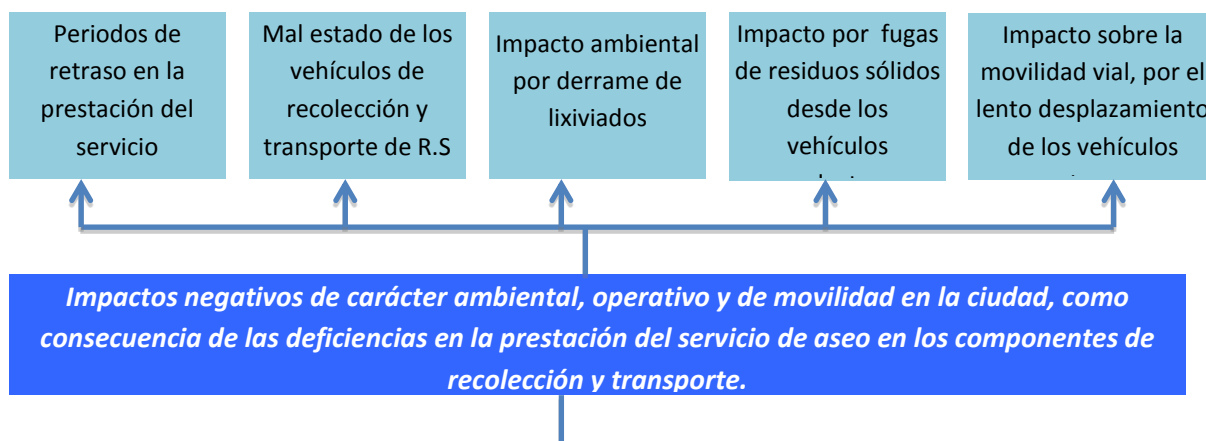 Periodos de
retraso en la
prestación del
servicio
Mal estado de los
vehículos de
recolección y
transporte de R.S
Impacto ambiental
por derrame de
lixiviados
Impacto por fugas
de residuos sólidos
desde los
vehículos
Impacto sobre la
movilidad vial, por el
lento desplazamiento
de los vehículos
Impactos negativos de carácter ambiental, operativo y de movilidad en la ciudad, como
consecuencia de las deficiencias en la prestación del servicio de aseo en los componentes de
recolección y transporte.